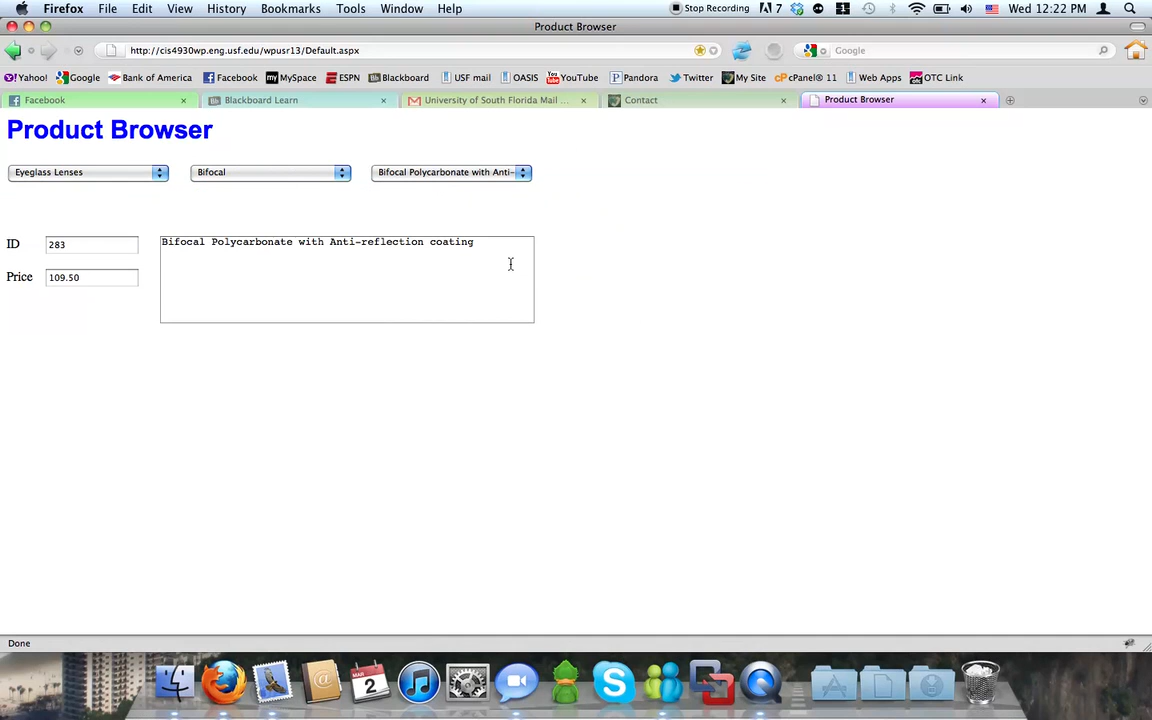 Firefox File Edit View History Bookmarks Tools Window Help Stop Recording 7 Wed 12:22 PM
Product Browser
http://cis4930wp.eng.usf.edu/wpusr13/Default.aspx Google
Yahoo! Google Bank of America Facebook MySpace ESPN Blackboard USF mail OASIS YouTube Pandora Twitter My Site cPanel® 11 Web Apps OTC Link
Facebook Blackboard Learn University of South Florida Mail ... Contact Product Browser
Product Browser
Eyeglass Lenses Bifocal Bifocal Polycarbonate with Anti-
ID 283 Bifocal Polycarbonate with Anti-reflection coating
Price 109.50
Done
MAR
2